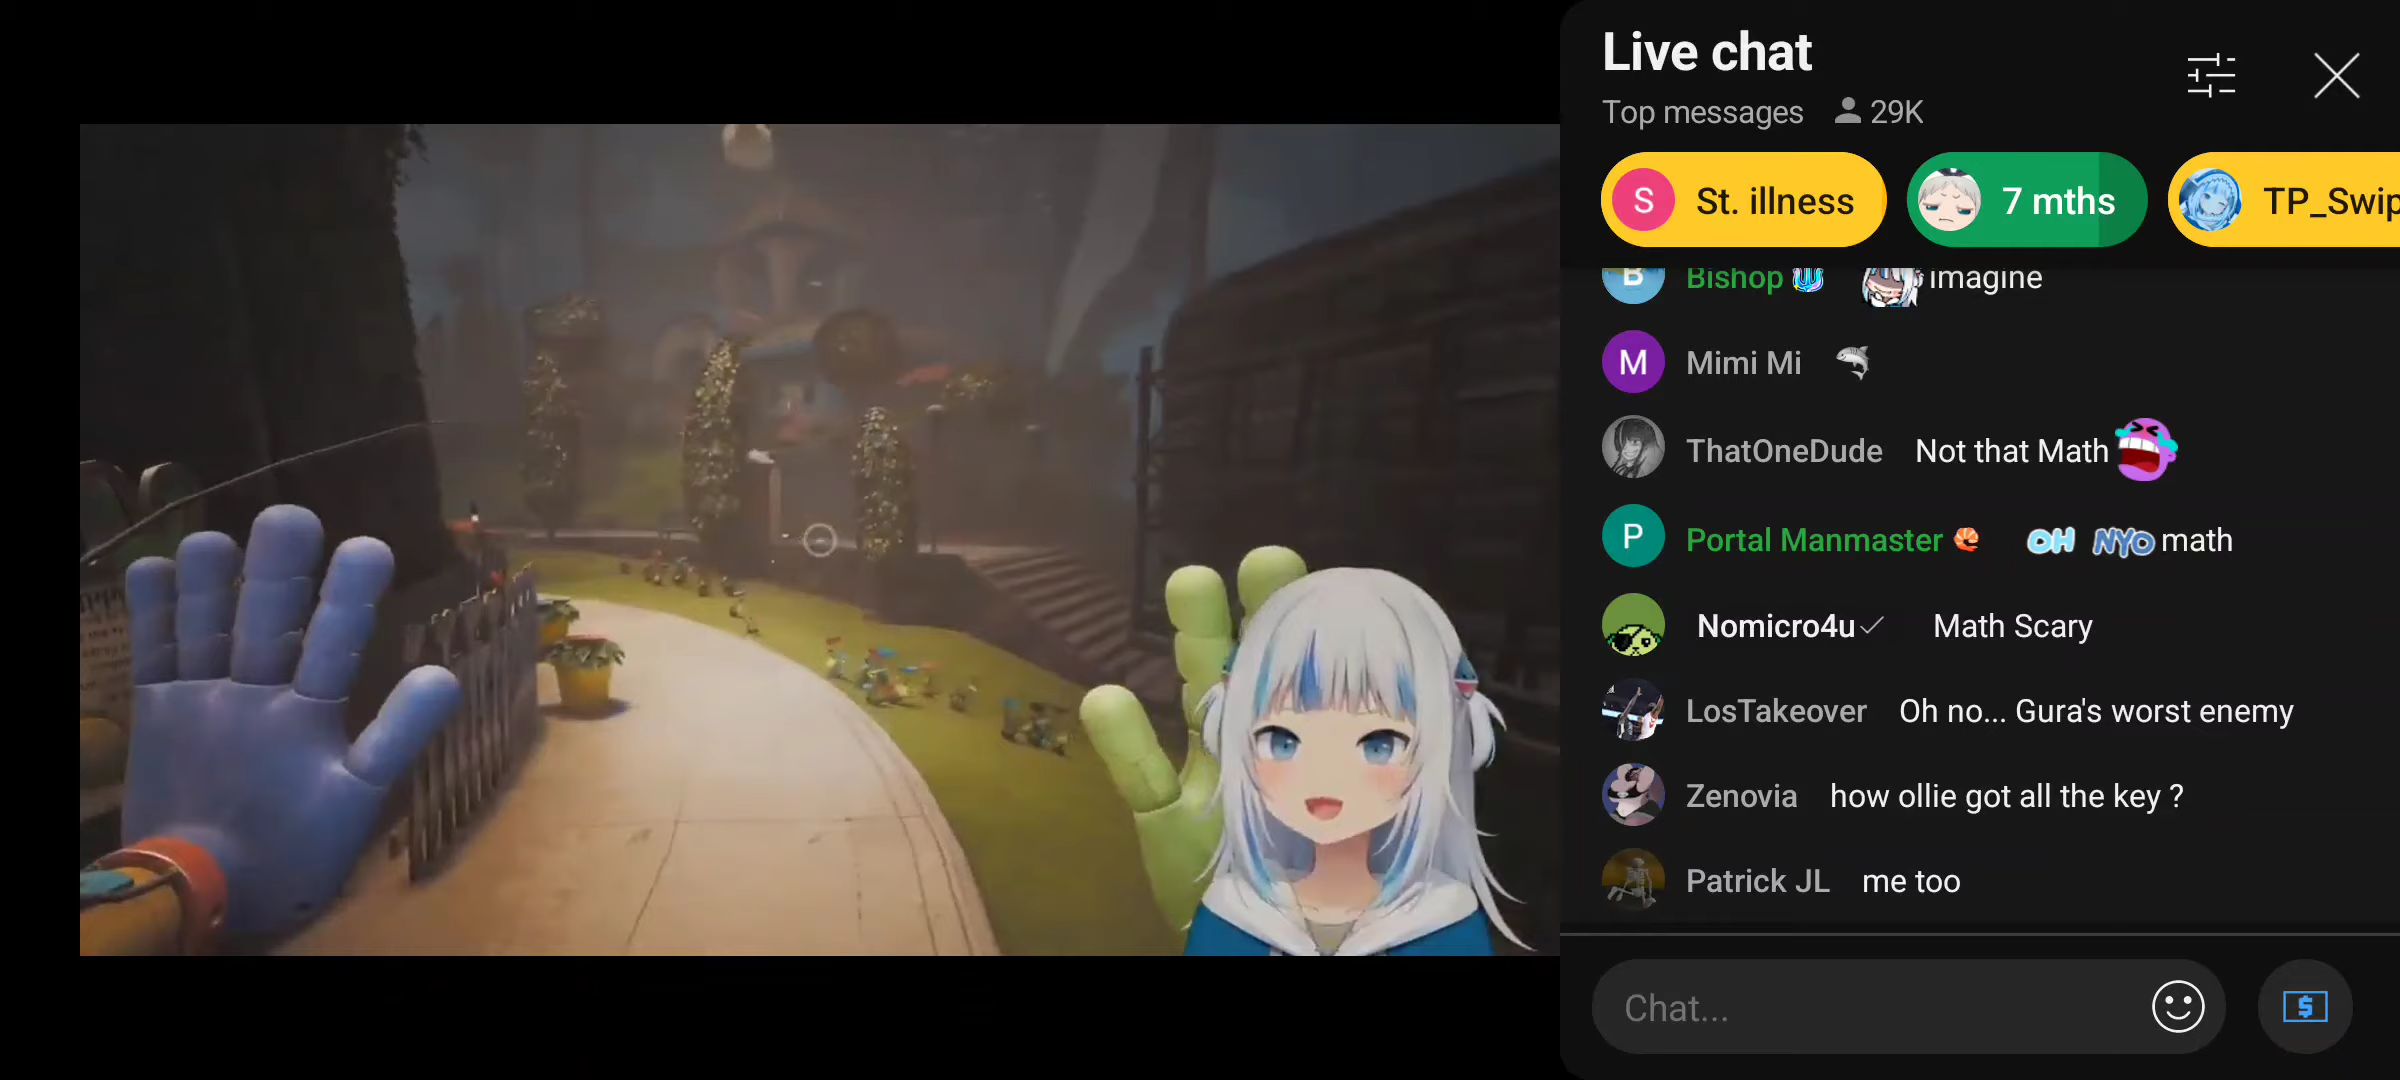 Live chat
Top messages 29K
S St. illness 7 mths TP_Swip
B Bishop imagine
M Mimi Mi
ThatOneDude Not that Math
P Portal Manmaster OH NYO math
Nomicro4u Math Scary
LosTakeover Oh no... Gura's worst enemy
Zenovia how ollie got all the key ?
Patrick JL me too
Chat...
$